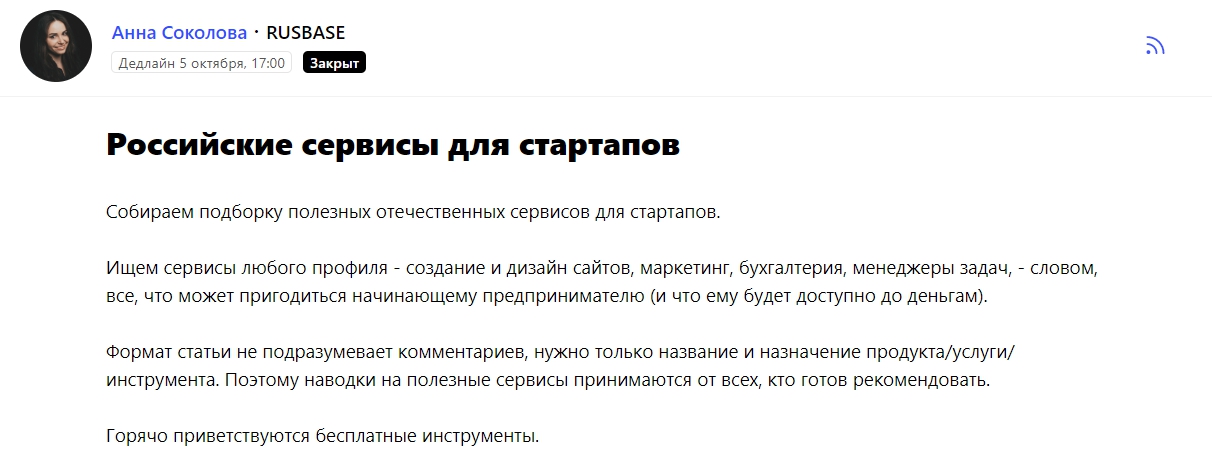 Анна Соколова · RUSBASE
Дедлайн 5 октября, 17:00 Закрыт
Российские сервисы для стартапов
Собираем подборку полезных отечественных сервисов для стартапов.
Ищем сервисы любого профиля - создание и дизайн сайтов, маркетинг, бухгалтерия, менеджеры задач, - словом,
все, что может пригодиться начинающему предпринимателю (и что ему будет доступно до деньгам).
Формат статьи не подразумевает комментариев, нужно только название и назначение продукта/услуги/
инструмента. Поэтому наводки на полезные сервисы принимаются от всех, кто готов рекомендовать.
Горячо приветствуются бесплатные инструменты.